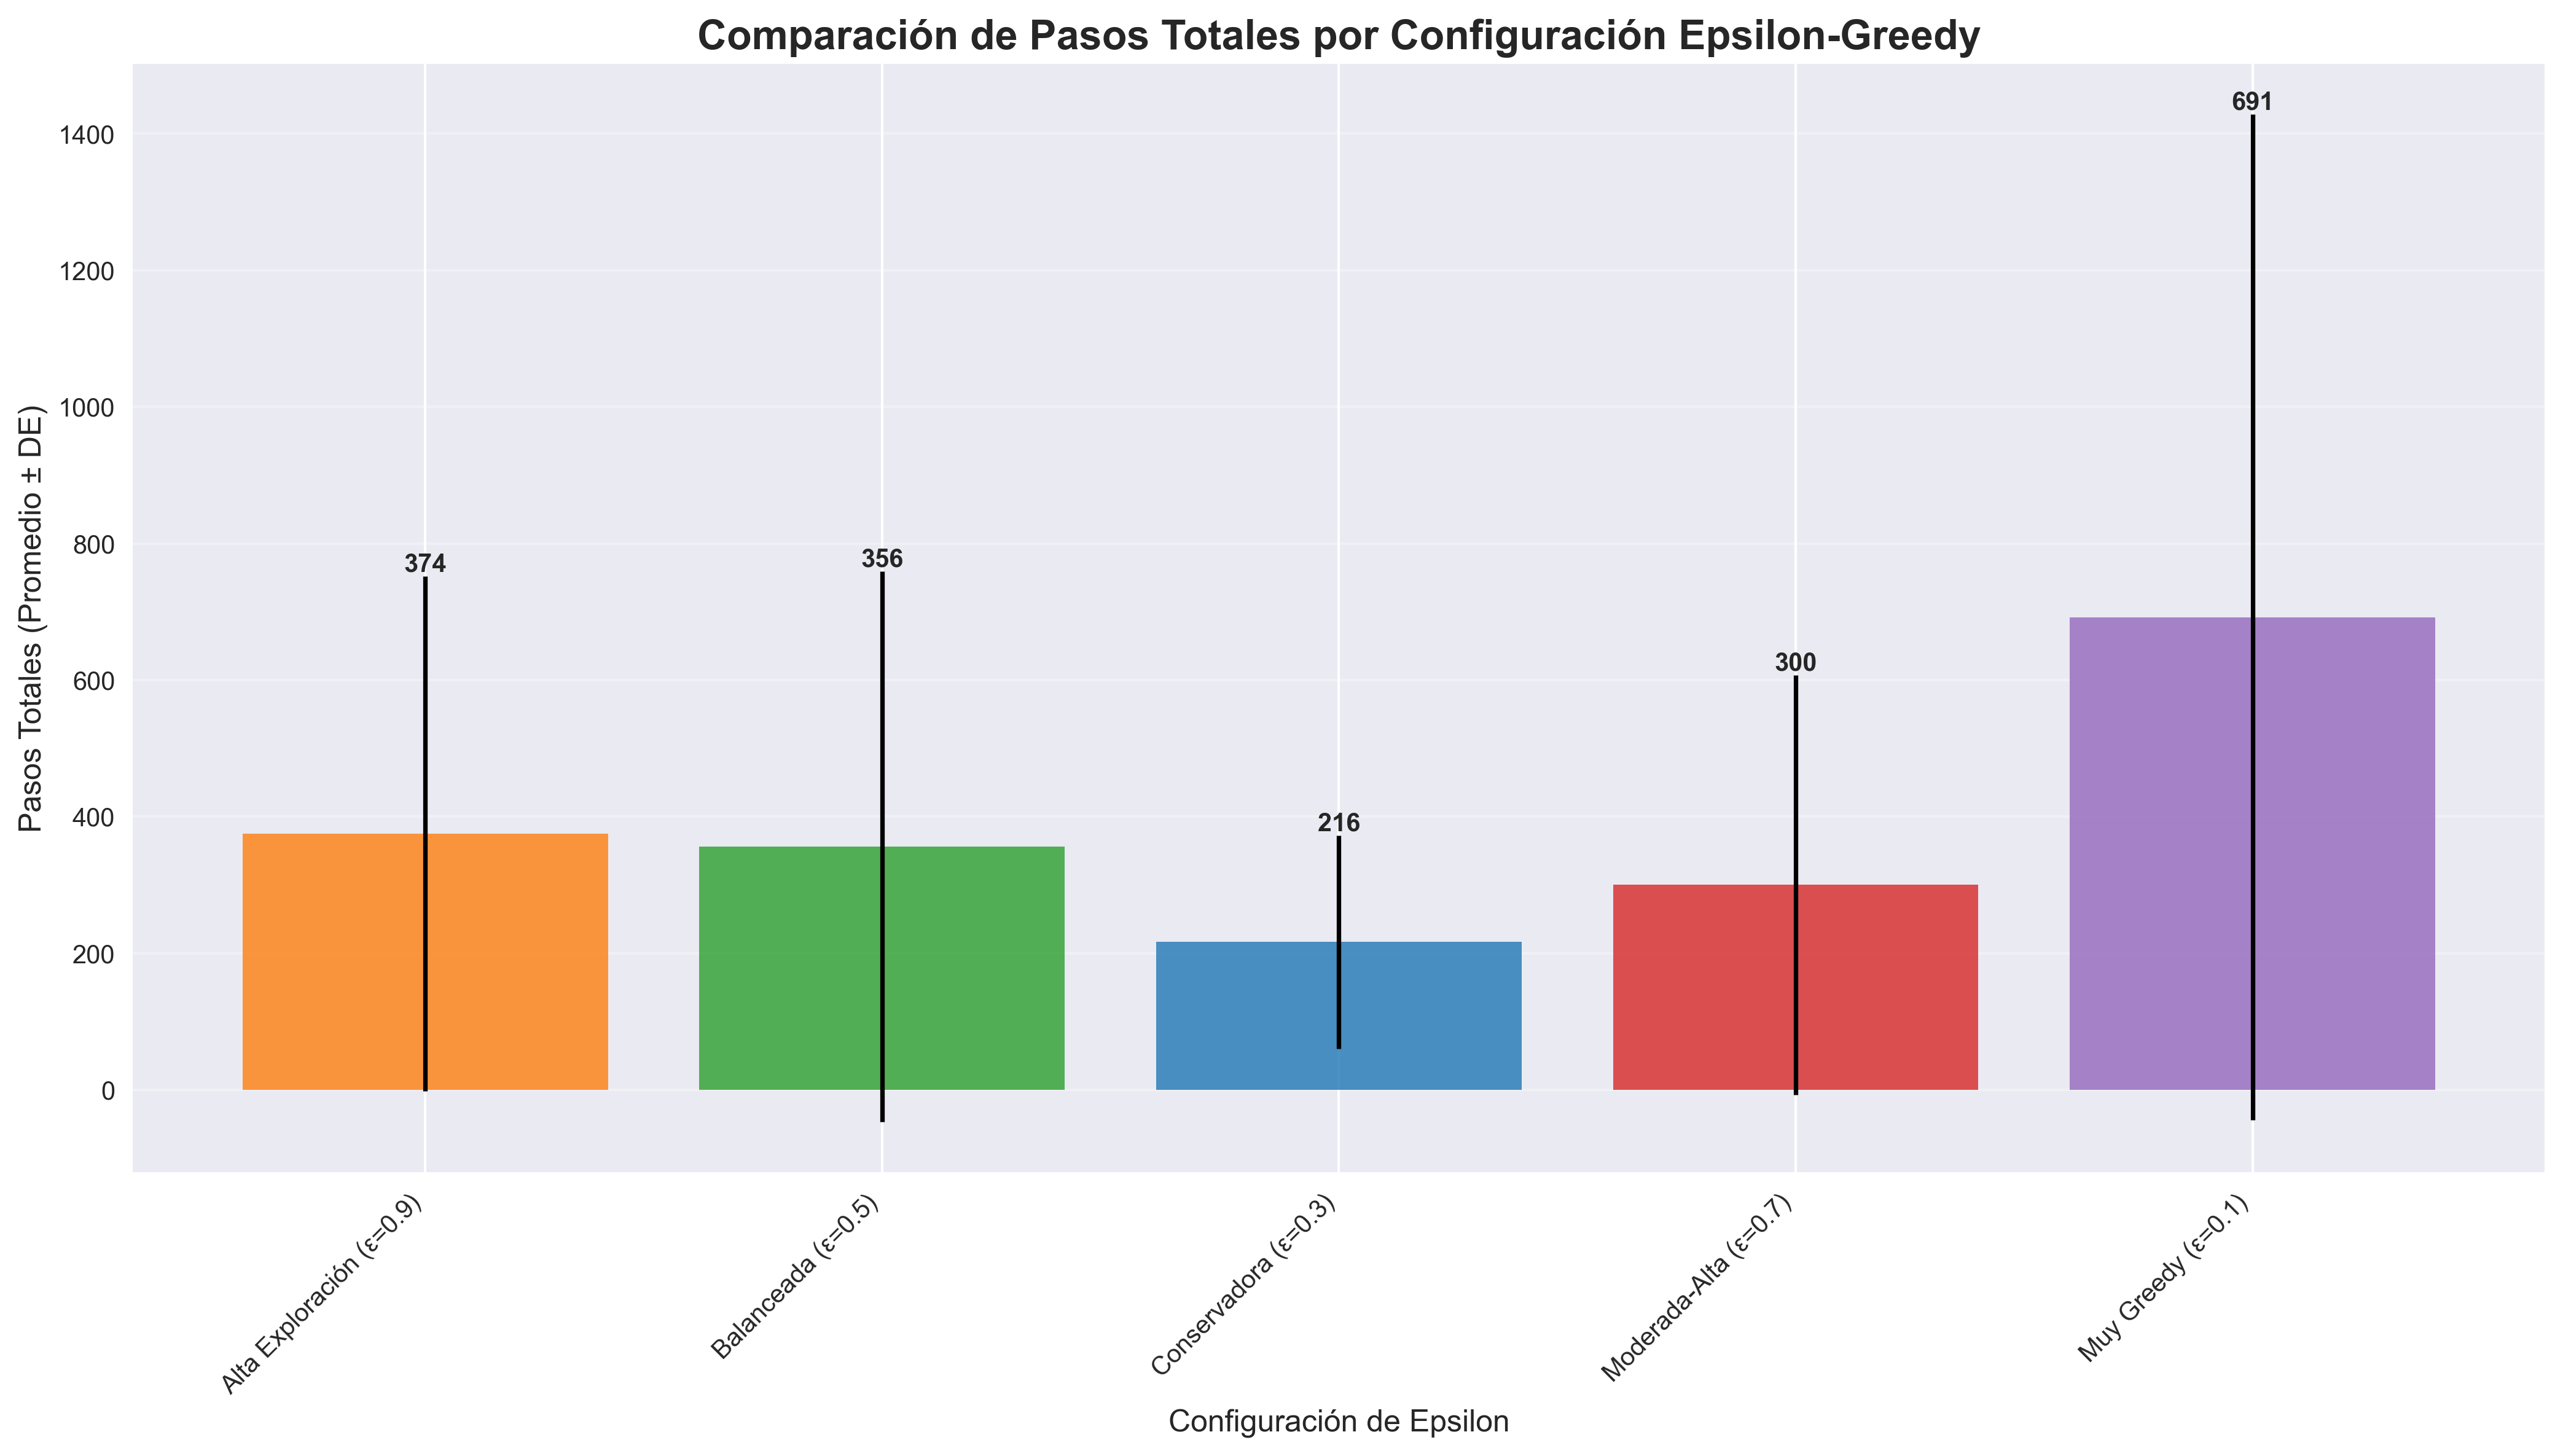 Comparación de Pasos Totales por Configuración Epsilon-Greedy
Pasos Totales (Promedio ± DE)
1400
1200
1000
800
600
400
200
0
374
356
216
300
691
Alta Exploración (ε=0.9)
Balanceada (ε=0.5)
Conservadora (ε=0.3)
Moderada-Alta (ε=0.7)
Muy Greedy (ε=0.1)
Configuración de Epsilon